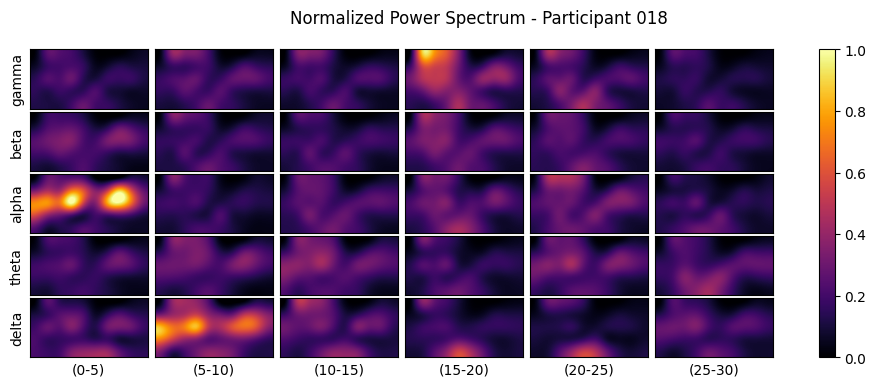 Normalized Power Spectrum - Participant 018
gamma
beta
alpha
theta
delta
(0-5) (5-10) (10-15) (15-20) (20-25) (25-30)
1.0
0.8
0.6
0.4
0.2
0.0